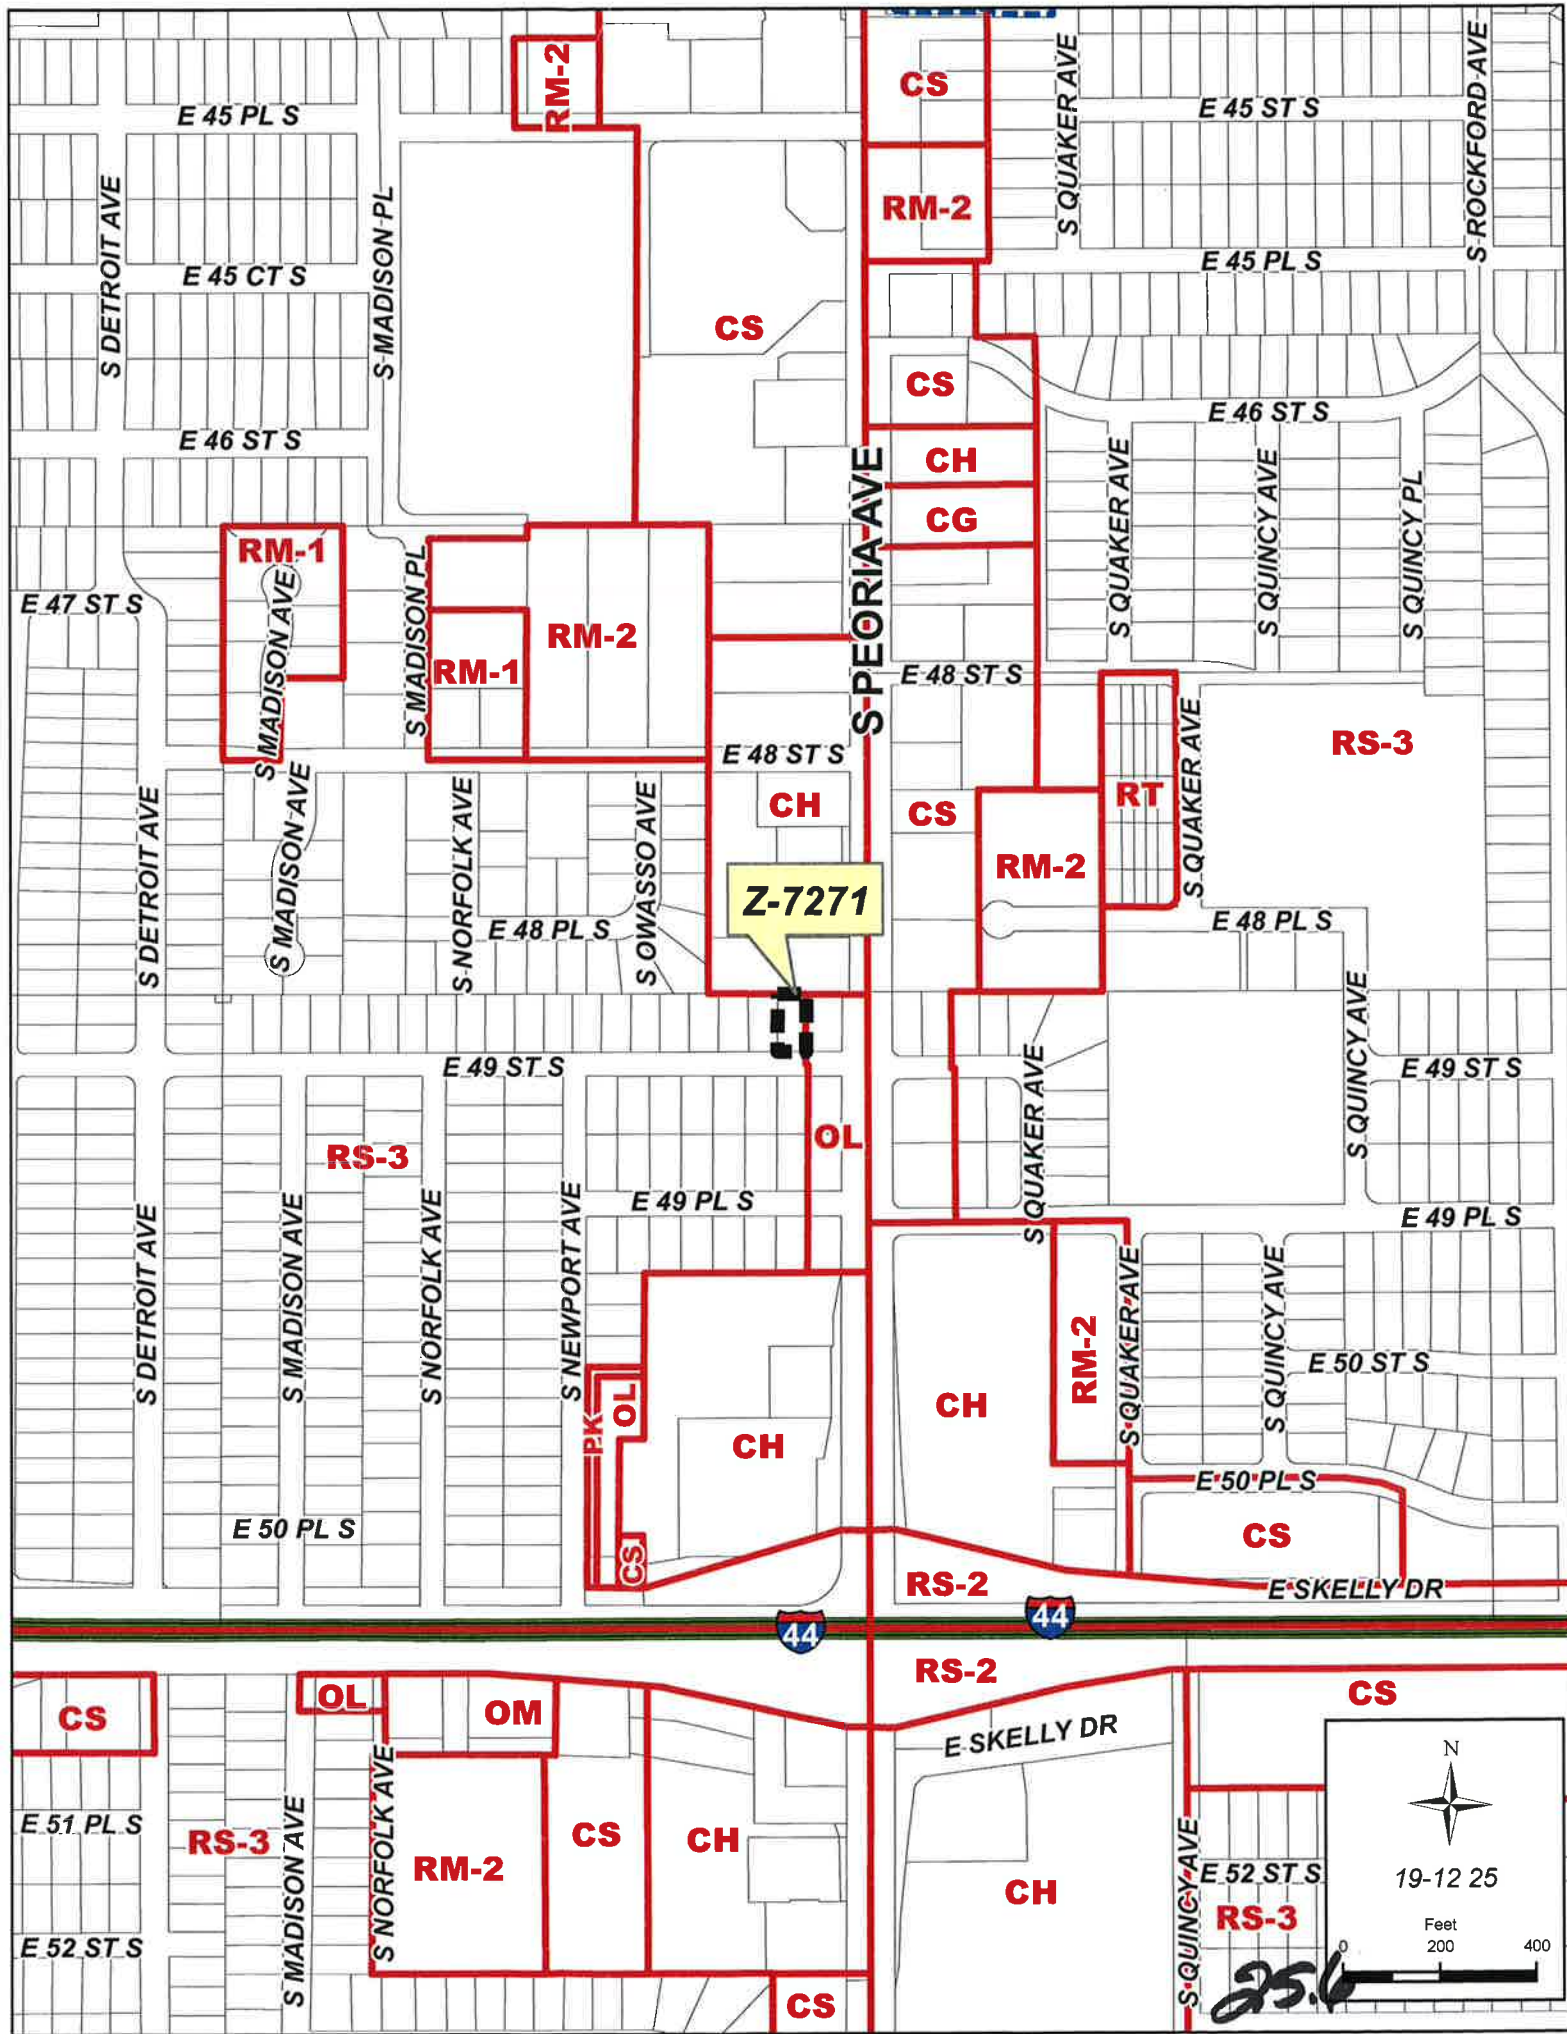 RM-2
CS
S QUAKER AVE
E 45 ST S
S ROCKFORD AVE
E 45 PL S
RM-2
S DETROIT AVE
S MADISON PL
E 45 PL S
E 45 CT S
CS
CS
E 46 ST S
E 46 ST S
CH
S PEORIA AVE
CG
S QUAKER AVE
S QUINCY AVE
S QUINCY PL
RM-1
S MADISON AVE
S MADISON PL
E 47 ST S
RM-2
RM-1
E 48 ST S
RS-3
E 48 ST S
S QUAKER AVE
RT
CH
CS
S DETROIT AVE
S MADISON AVE
S NORFOLK AVE
S OWASSO AVE
RM-2
Z-7271
E 48 PL S
E 48 PL S
S QUINCY AVE
E 49 ST S
E 49 ST S
S QUAKER AVE
OL
RS-3
E 49 PL S
E 49 PL S
S DETROIT AVE
S MADISON AVE
S NORFOLK AVE
S NEWPORT AVE
RM-2
S QUAKER AVE
S QUINCY AVE
E 50 ST S
OL
PK
CH
CH
E 50 PL S
E 50 PL S
CS
CS
RS-2
E SKELLY DR
44
44
RS-2
CS
OL
OM
CS
E SKELLY DR
N
E 51 PL S
RS-3
S MADISON AVE
S NORFOLK AVE
RM-2
CS
CH
CH
S QUINCY AVE
E 52 ST S
RS-3
19-12 25
Feet
0 200 400
E 52 ST S
CS
25.6